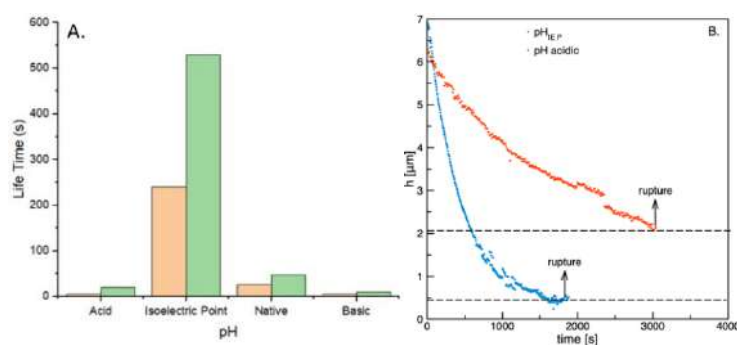 A.
600
500
400
300
200
100
0
Life Time (s)
Acid Isoelectric Point Native Basic
pH
B.
pH_IEP
pH acidic
7
6
5
4
3
2
1
0
h [μm]
rupture
rupture
0 1000 2000 3000 4000
time [s]